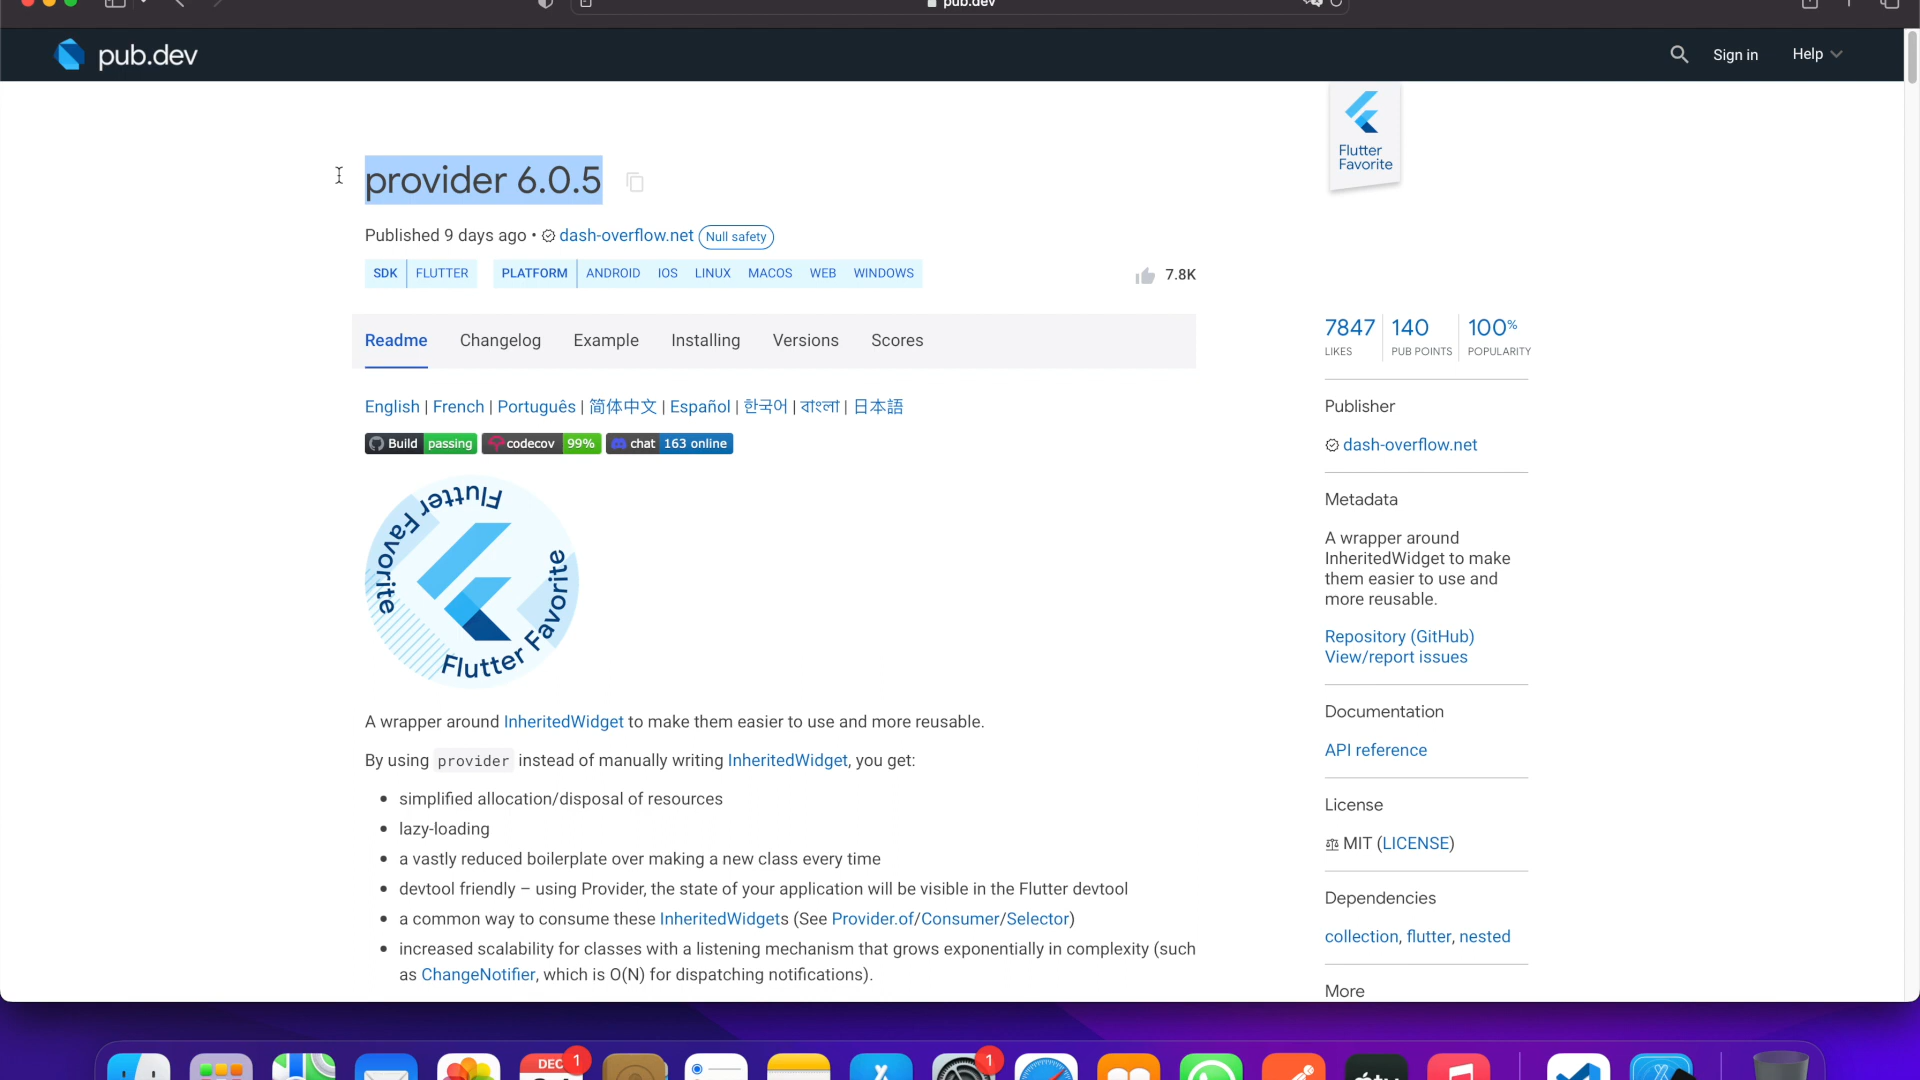 pub.dev
pub.dev
Sign in
Help
Flutter
Favorite
provider 6.0.5
Published 9 days ago • dash-overflow.net Null safety
SDK FLUTTER PLATFORM ANDROID IOS LINUX MACOS WEB WINDOWS
7.8K
Readme Changelog Example Installing Versions Scores
7847 LIKES
140 PUB POINTS
100% POPULARITY
English | French | Português | 简体中文 | Español | 한국어 | বাংলা | 日本語
Build passing codecov 99% chat 163 online
Flutter Favorite
Flutter Favorite
A wrapper around InheritedWidget to make them easier to use and more reusable.
By using provider instead of manually writing InheritedWidget, you get:
• simplified allocation/disposal of resources
• lazy-loading
• a vastly reduced boilerplate over making a new class every time
• devtool friendly – using Provider, the state of your application will be visible in the Flutter devtool
• a common way to consume these InheritedWidgets (See Provider.of/Consumer/Selector)
• increased scalability for classes with a listening mechanism that grows exponentially in complexity (such
as ChangeNotifier, which is O(N) for dispatching notifications).
Publisher
dash-overflow.net
Metadata
A wrapper around
InheritedWidget to make
them easier to use and
more reusable.
Repository (GitHub)
View/report issues
Documentation
API reference
License
MIT (LICENSE)
Dependencies
collection, flutter, nested
More
DEC
1
1